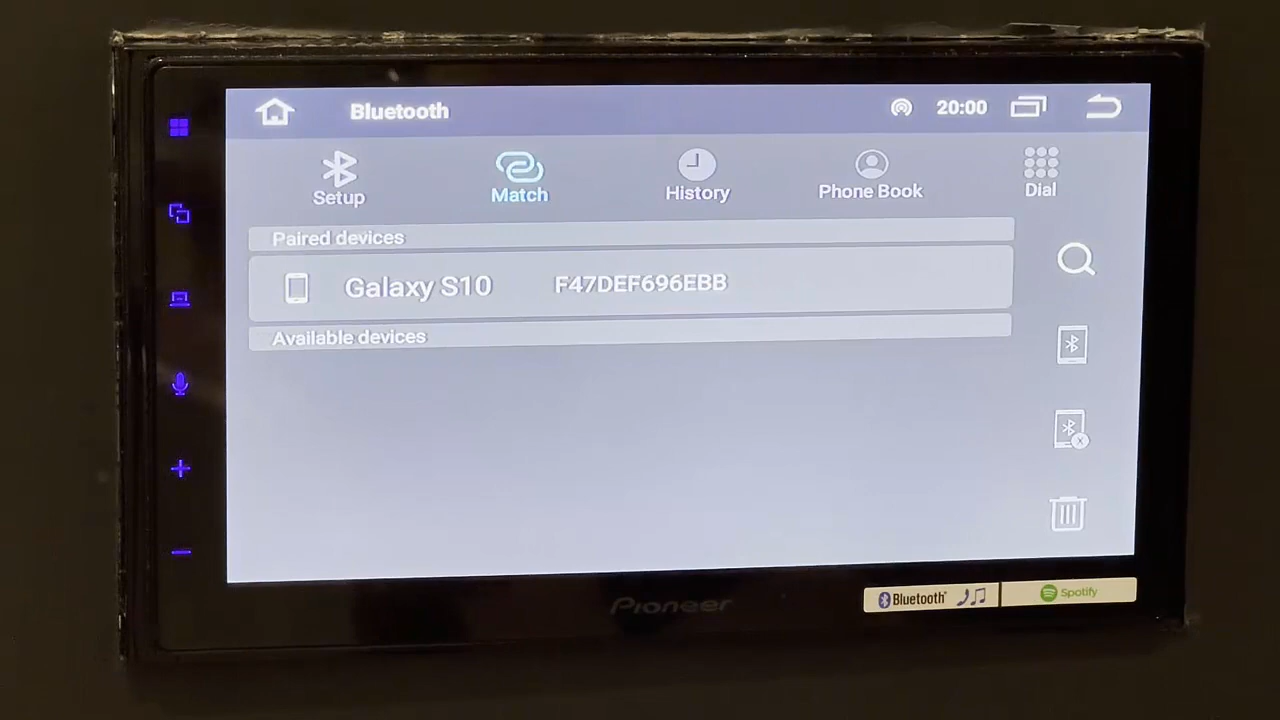 Bluetooth
20:00
Setup
Match
History
Phone Book
Dial
Paired devices
Galaxy S10 F47DEF696EBB
Available devices
Pioneer
Bluetooth
Spotify